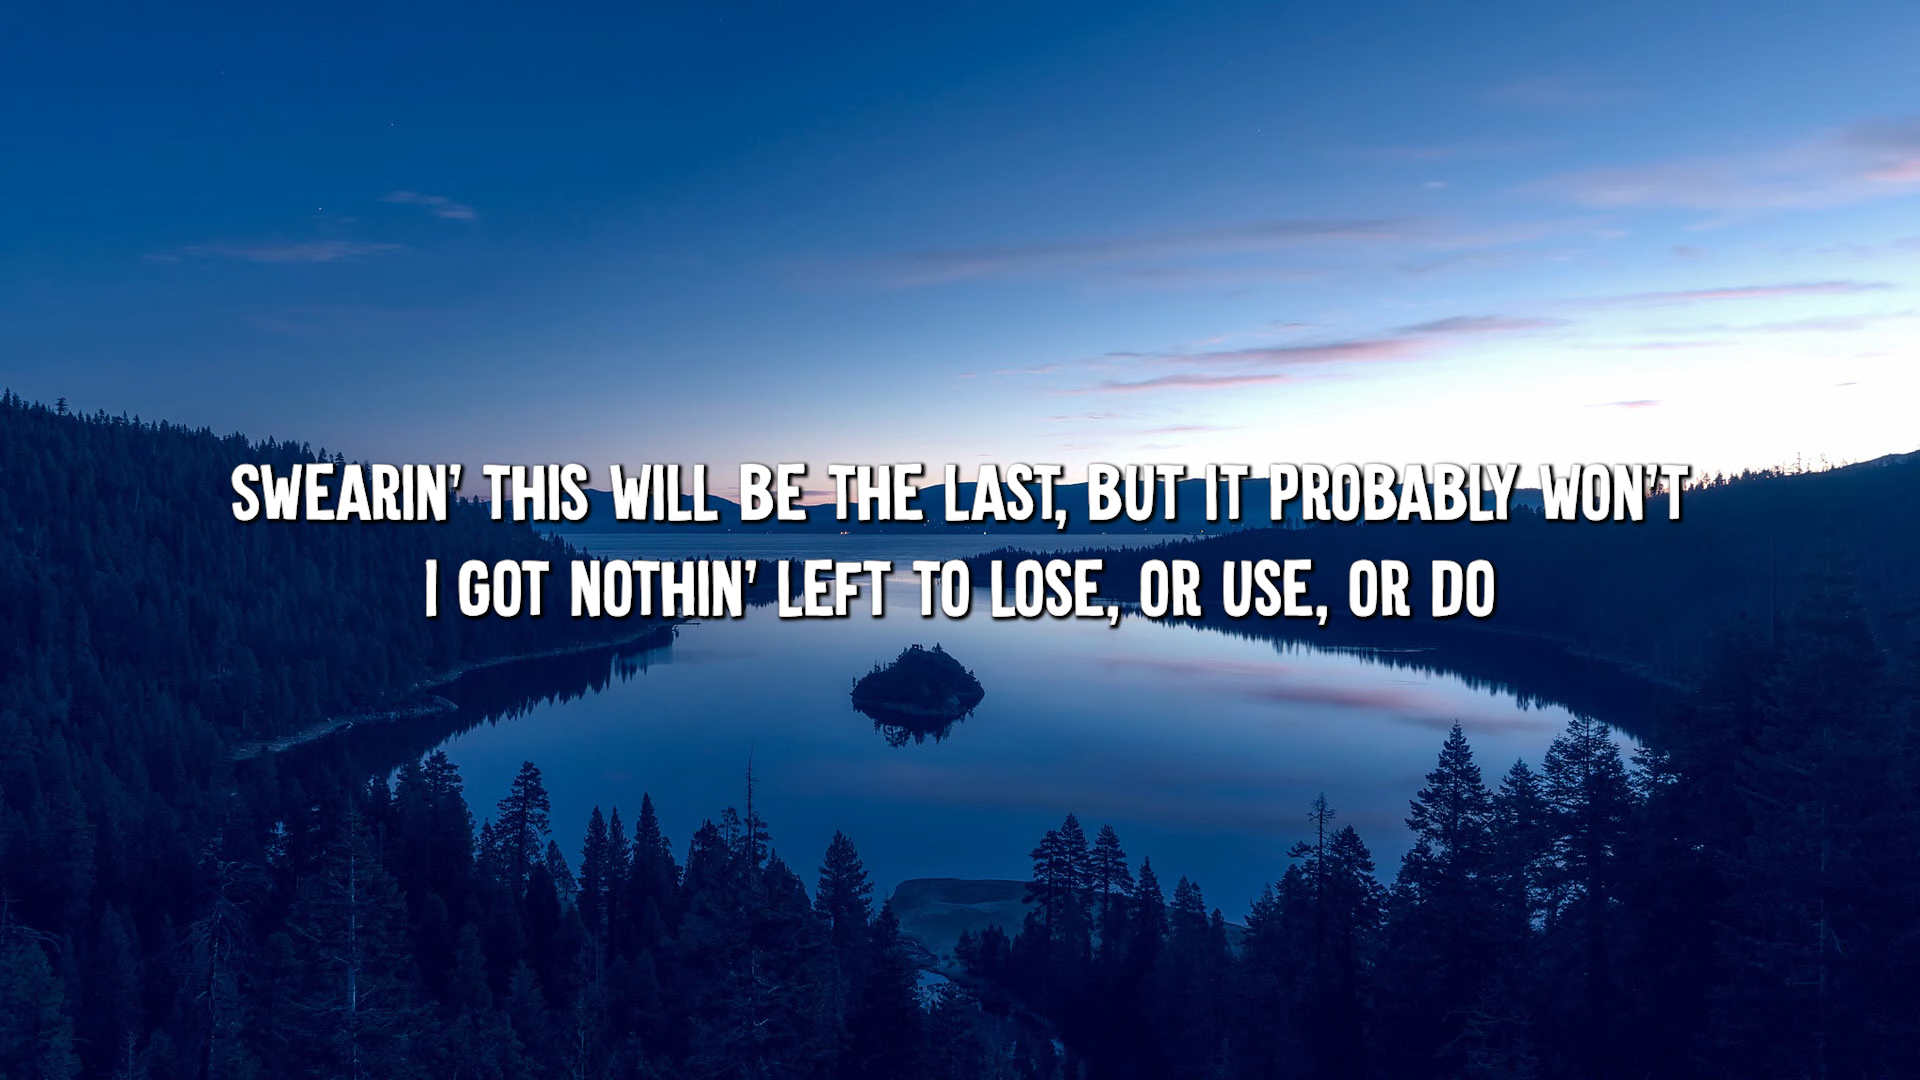 SWEARIN' THIS WILL BE THE LAST, BUT IT PROBABLY WON'T
I GOT NOTHIN' LEFT TO LOSE, OR USE, OR DO